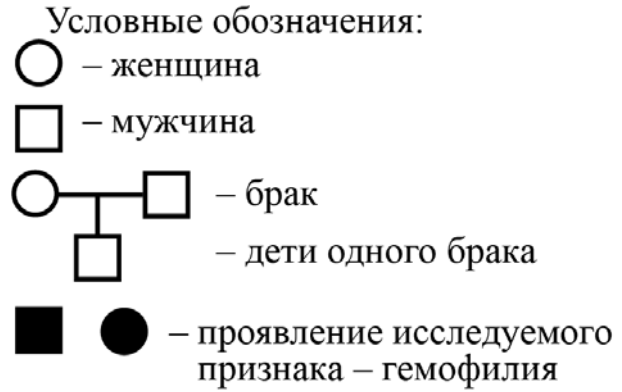 Условные обозначения:
– женщина
– мужчина
– брак
– дети одного брака
– проявление исследуемого
признака – гемофилия